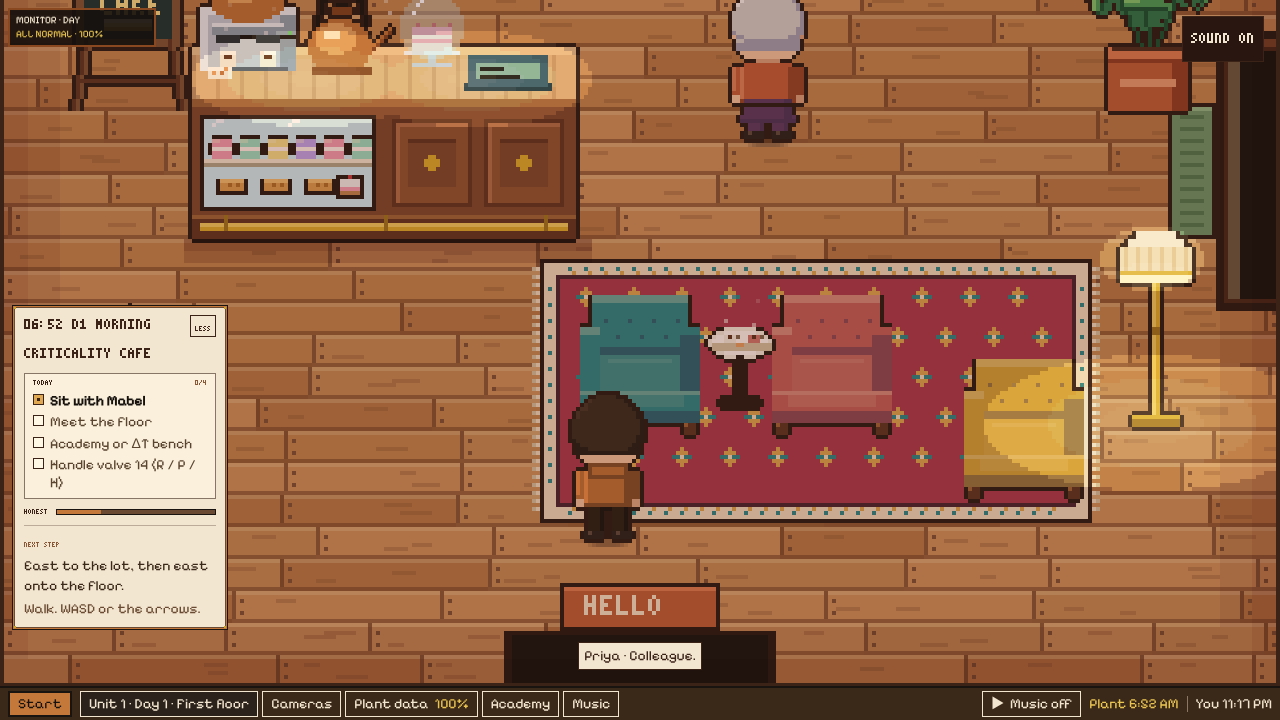 MONITOR · DAY
ALL NORMAL · 100%
SOUND ON
06:52 D1 MORNING
LESS
CRITICALITY CAFE
TODAY 0/4
Sit with Mabel
Meet the floor
Academy or ΔT bench
Handle valve 14 (R / P /
H)
HONEST
NEXT STEP
East to the lot, then east
onto the floor.
Walk. WASD or the arrows.
HELLO
Priya · Colleague.
Start
Unit 1 · Day 1 · First floor
Cameras
Plant data 100%
Academy
Music
▶ Music off
Plant 6:52 AM
You 11:17 PM